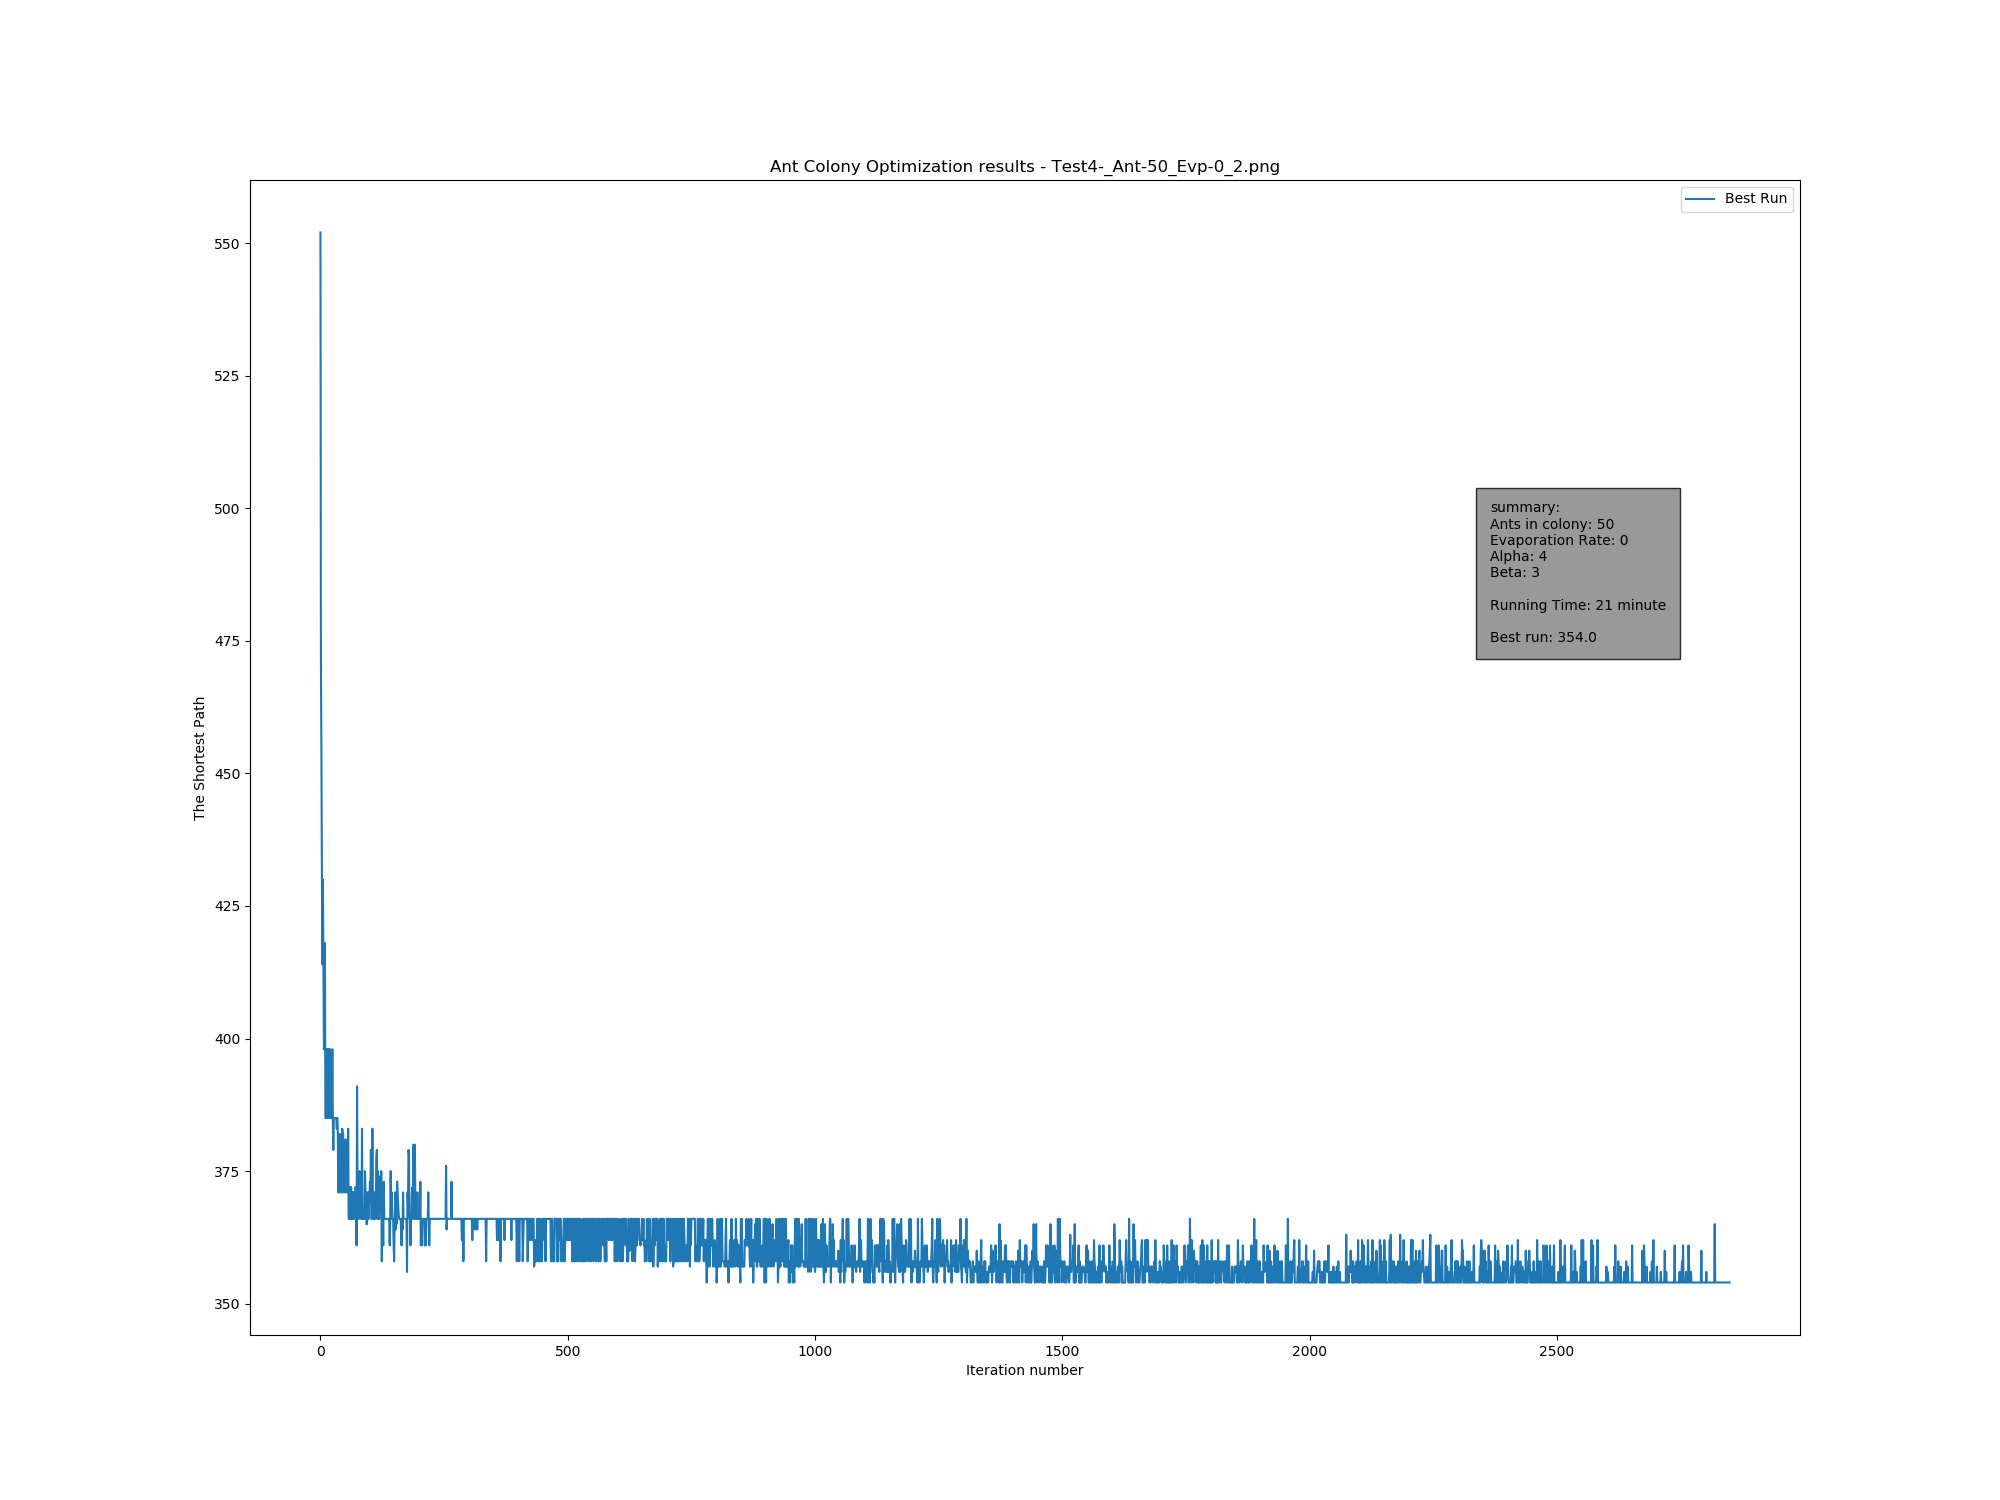 Ant Colony Optimization results - Test4-_Ant-50_Evp-0_2.png
Best Run
550
525
500
475
450
425
400
375
350
The Shortest Path
summary:
Ants in colony: 50
Evaporation Rate: 0
Alpha: 4
Beta: 3
Running Time: 21 minute
Best run: 354.0
0
500
1000
1500
2000
2500
Iteration number